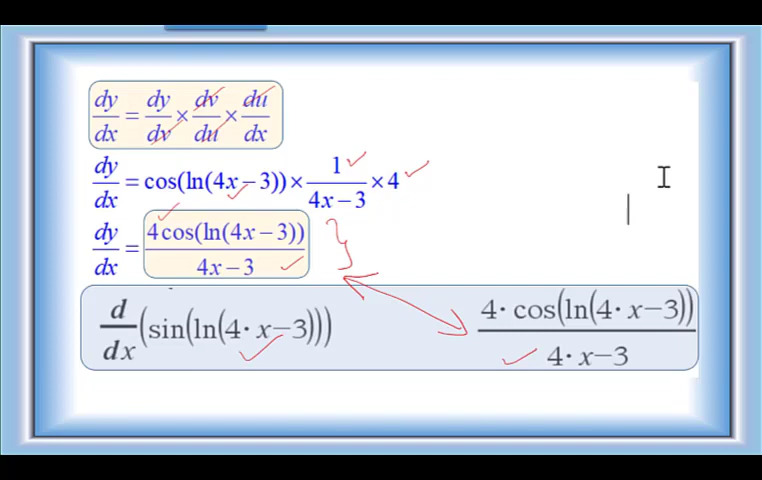 dy/dx = dy/dv × dv/du × du/dx
dy/dx = cos(ln(4x − 3)) × 1/(4x − 3) × 4
dy/dx = 4cos(ln(4x − 3))/(4x − 3)
d/dx(sin(ln(4·x−3))) 4·cos(ln(4·x−3))/(4·x−3)